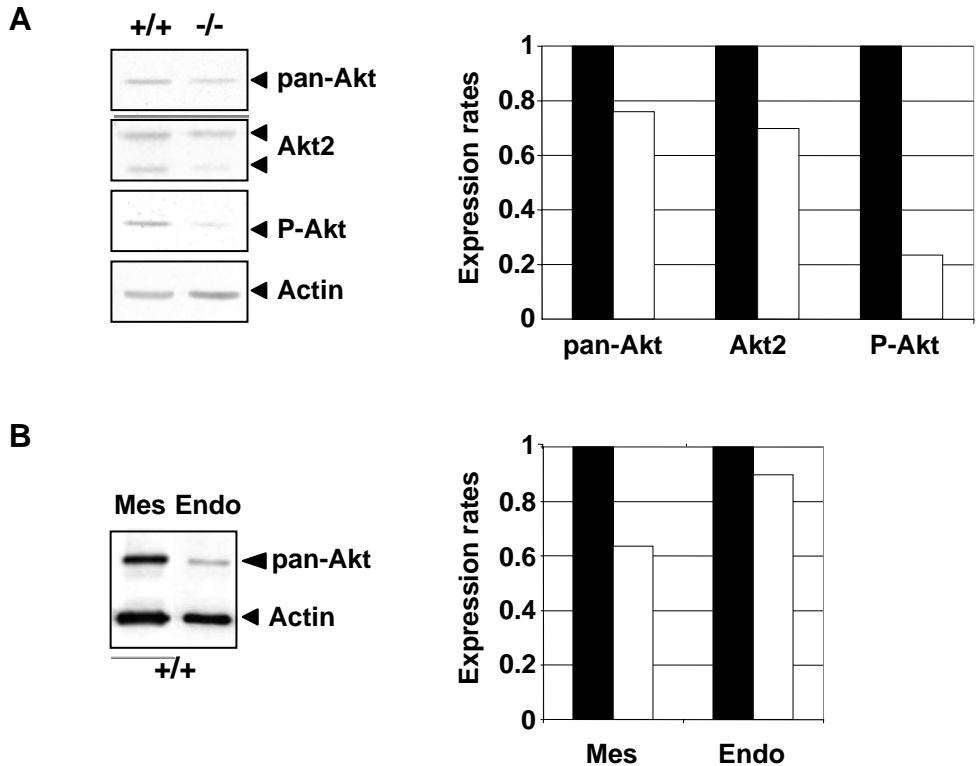 A
+/+ -/-
pan-Akt
Akt2
P-Akt
Actin
Expression rates
1
0.8
0.6
0.4
0.2
0
pan-Akt Akt2 P-Akt
B
Mes Endo
pan-Akt
Actin
+/+
Expression rates
1
0.8
0.6
0.4
0.2
0
Mes Endo